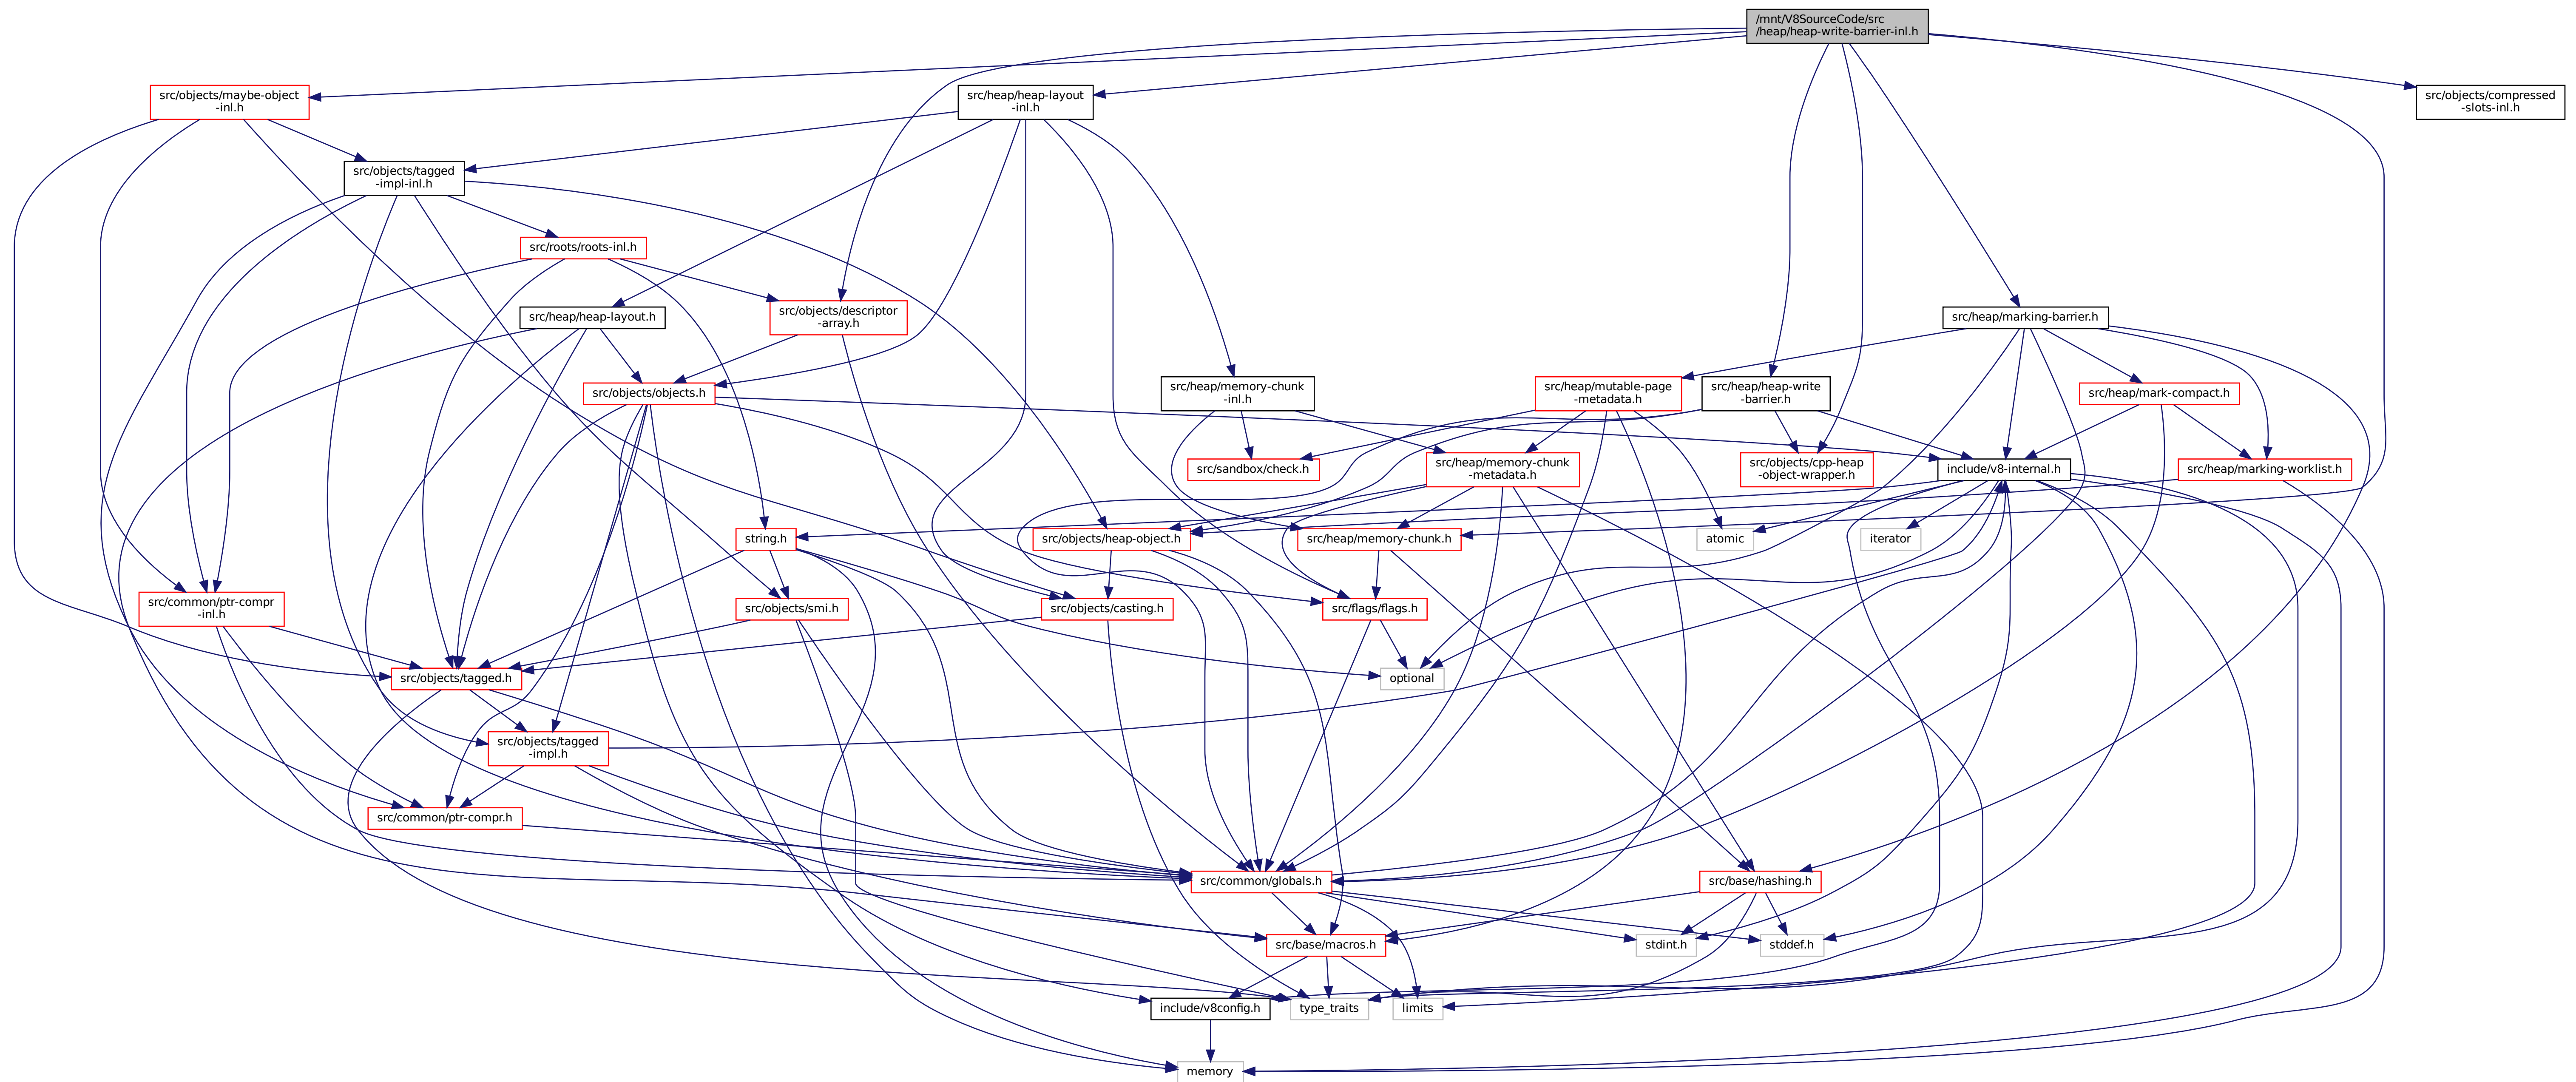 /mnt/V8SourceCode/src
/heap/heap-write-barrier-inl.h
src/objects/maybe-object
-inl.h
src/heap/heap-layout
-inl.h
src/objects/compressed
-slots-inl.h
src/objects/tagged
-impl-inl.h
src/roots/roots-inl.h
src/heap/heap-layout.h
src/objects/descriptor
-array.h
src/heap/marking-barrier.h
src/objects/objects.h
src/heap/memory-chunk
-inl.h
src/heap/mutable-page
-metadata.h
src/heap/heap-write
-barrier.h
src/heap/mark-compact.h
src/sandbox/check.h
src/heap/memory-chunk
-metadata.h
src/objects/cpp-heap
-object-wrapper.h
include/v8-internal.h
src/heap/marking-worklist.h
string.h
src/objects/heap-object.h
src/heap/memory-chunk.h
atomic
iterator
src/common/ptr-compr
-inl.h
src/objects/smi.h
src/objects/casting.h
src/flags/flags.h
src/objects/tagged.h
optional
src/objects/tagged
-impl.h
src/common/ptr-compr.h
src/common/globals.h
src/base/hashing.h
src/base/macros.h
stdint.h
stddef.h
include/v8config.h
type_traits
limits
memory